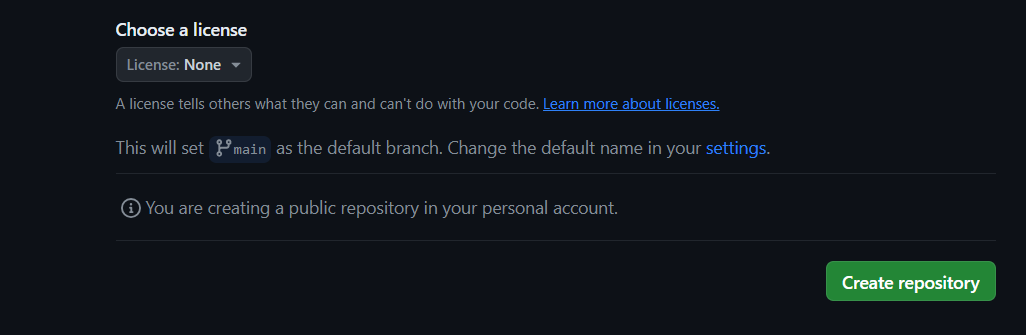 Choose a license
License: None
A license tells others what they can and can't do with your code. Learn more about licenses.
This will set main as the default branch. Change the default name in your settings.
You are creating a public repository in your personal account.
Create repository